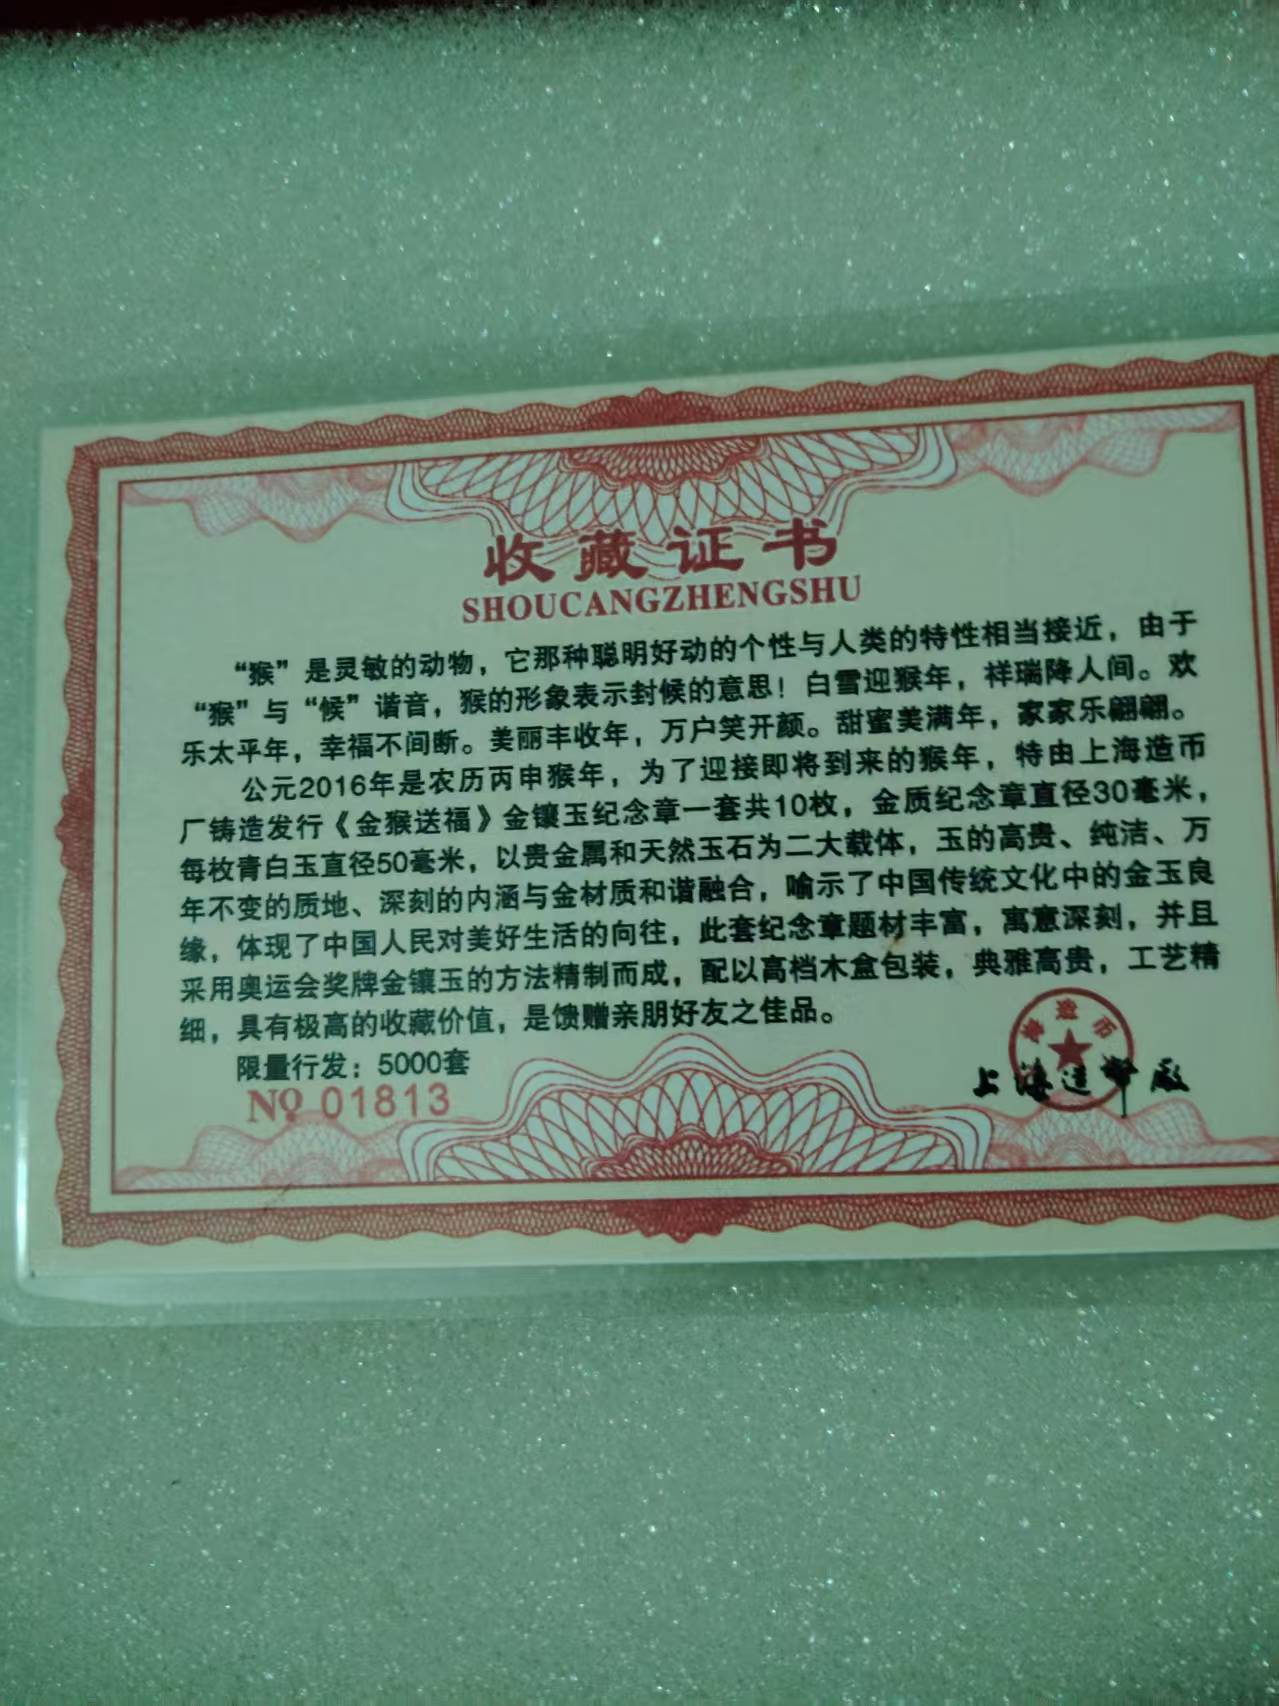 收藏证书
SHOUCANGZHENGSHU
“猴”是灵敏的动物，它那种聪明好动的个性与人类的特性相当接近，由于
“猴”与“候”谐音，猴的形象表示封候的意思！白雪迎猴年，祥瑞降人间。欢
乐太平年，幸福不间断。美丽丰收年，万户笑开颜。甜蜜美满年，家家乐翩翩。
公元2016年是农历丙申猴年，为了迎接即将到来的猴年，特由上海造币
厂铸造发行《金猴送福》金镶玉纪念章一套共10枚，金质纪念章直径30毫米，
每枚青白玉直径50毫米，以贵金属和天然玉石为二大载体，玉的高贵、纯洁、万
年不变的质地、深刻的内涵与金材质和谐融合，喻示了中国传统文化中的金玉良
缘，体现了中国人民对美好生活的向往，此套纪念章题材丰富，寓意深刻，并且
采用奥运会奖牌金镶玉的方法精制而成，配以高档木盒包装，典雅高贵，工艺精
细，具有极高的收藏价值，是馈赠亲朋好友之佳品。
限量行发：5000套
海造币
上海造币厰
№ 01813